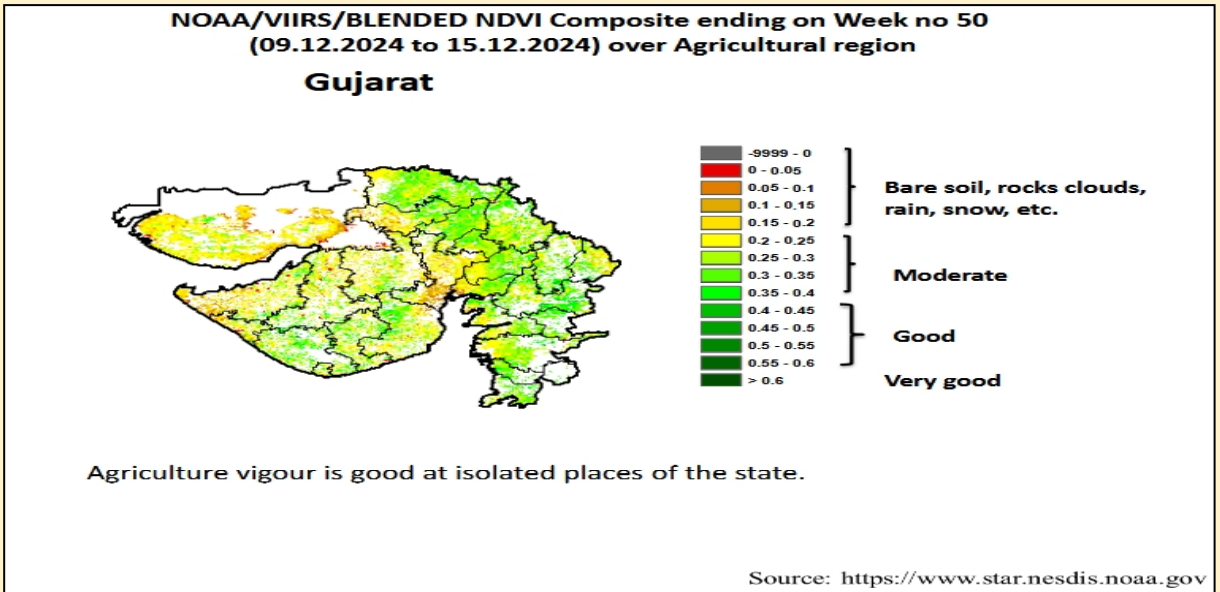 NOAA/VIIRS/BLENDED NDVI Composite ending on Week no 50
(09.12.2024 to 15.12.2024) over Agricultural region
Gujarat
-9999 - 0
0 - 0.05
0.05 - 0.1
0.1 - 0.15
0.15 - 0.2
0.2 - 0.25
0.25 - 0.3
0.3 - 0.35
0.35 - 0.4
0.4 - 0.45
0.45 - 0.5
0.5 - 0.55
0.55 - 0.6
> 0.6
Bare soil, rocks clouds,
rain, snow, etc.
Moderate
Good
Very good
Agriculture vigour is good at isolated places of the state.
Source: https://www.star.nesdis.noaa.gov